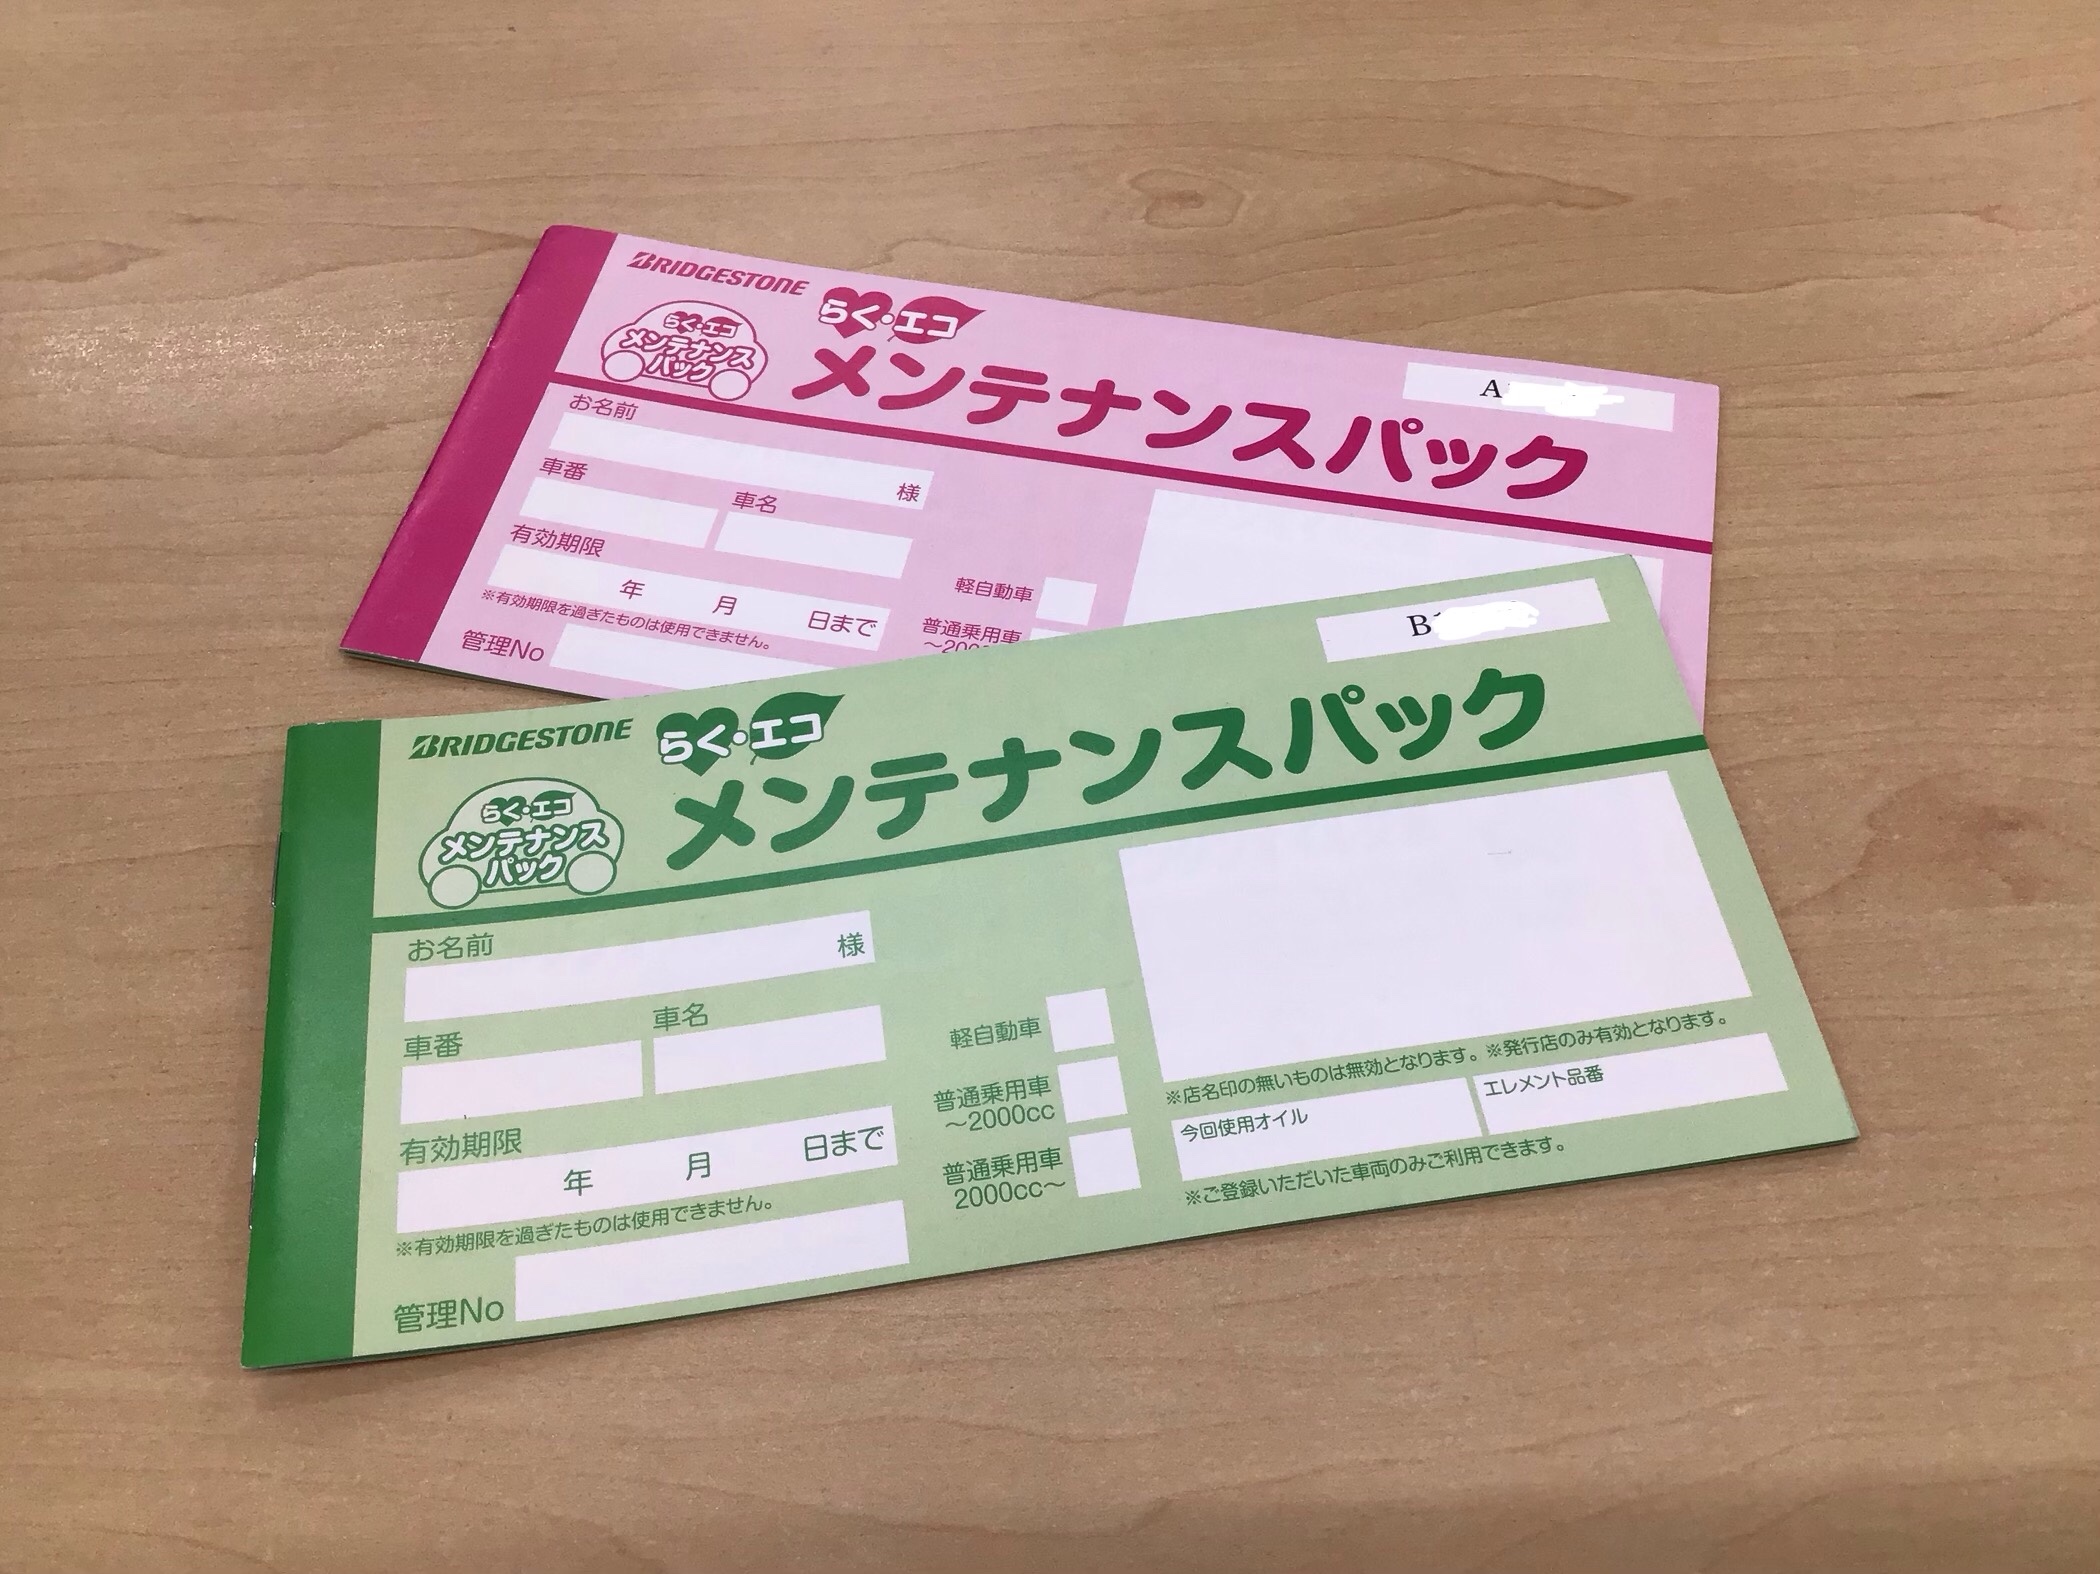 BRIDGESTONE
らく・エコ
メンテナンスパック
らく・エコ
メンテナンス
パック
A
お名前
様
車番
車名
有効期限
年 月 日まで
※有効期限を過ぎたものは使用できません。
管理No
軽自動車
普通乗用車
BRIDGESTONE
らく・エコ
メンテナンスパック
らく・エコ
メンテナンス
パック
B
お名前
様
車番
車名
有効期限
年 月 日まで
※有効期限を過ぎたものは使用できません。
管理No
軽自動車
普通乗用車
～2000cc
普通乗用車
2000cc～
※店名印の無いものは無効となります。※発行店のみ有効となります。
今回使用オイル
エレメント品番
※ご登録いただいた車両のみご利用できます。